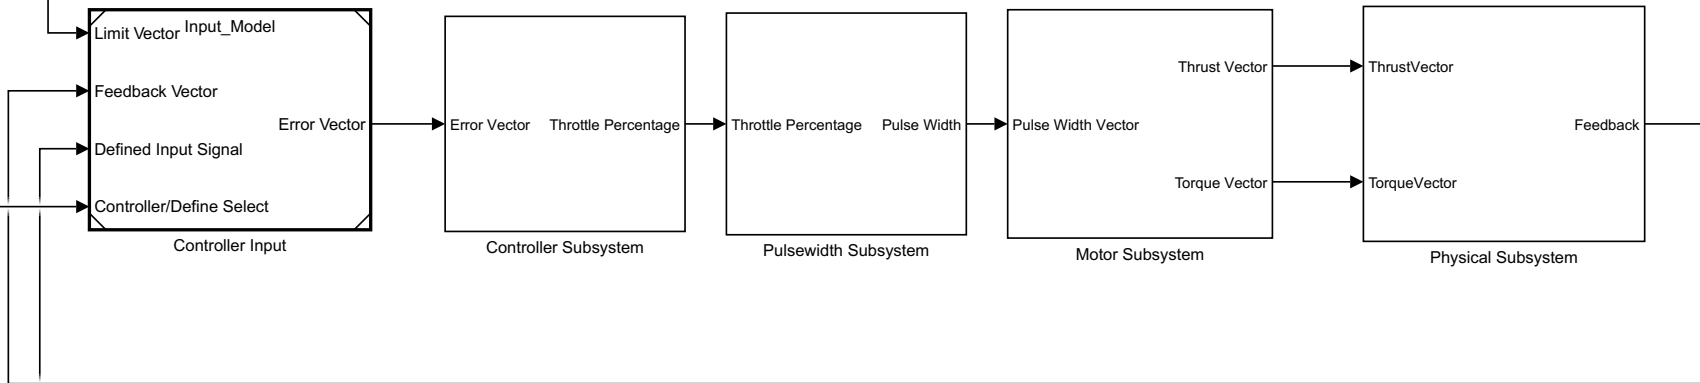 Input_Model
Limit Vector
Feedback Vector
Defined Input Signal
Controller/Define Select
Error Vector
Controller Input
Error Vector
Throttle Percentage
Controller Subsystem
Throttle Percentage
Pulse Width
Pulsewidth Subsystem
Pulse Width Vector
Thrust Vector
Torque Vector
Motor Subsystem
ThrustVector
TorqueVector
Feedback
Physical Subsystem